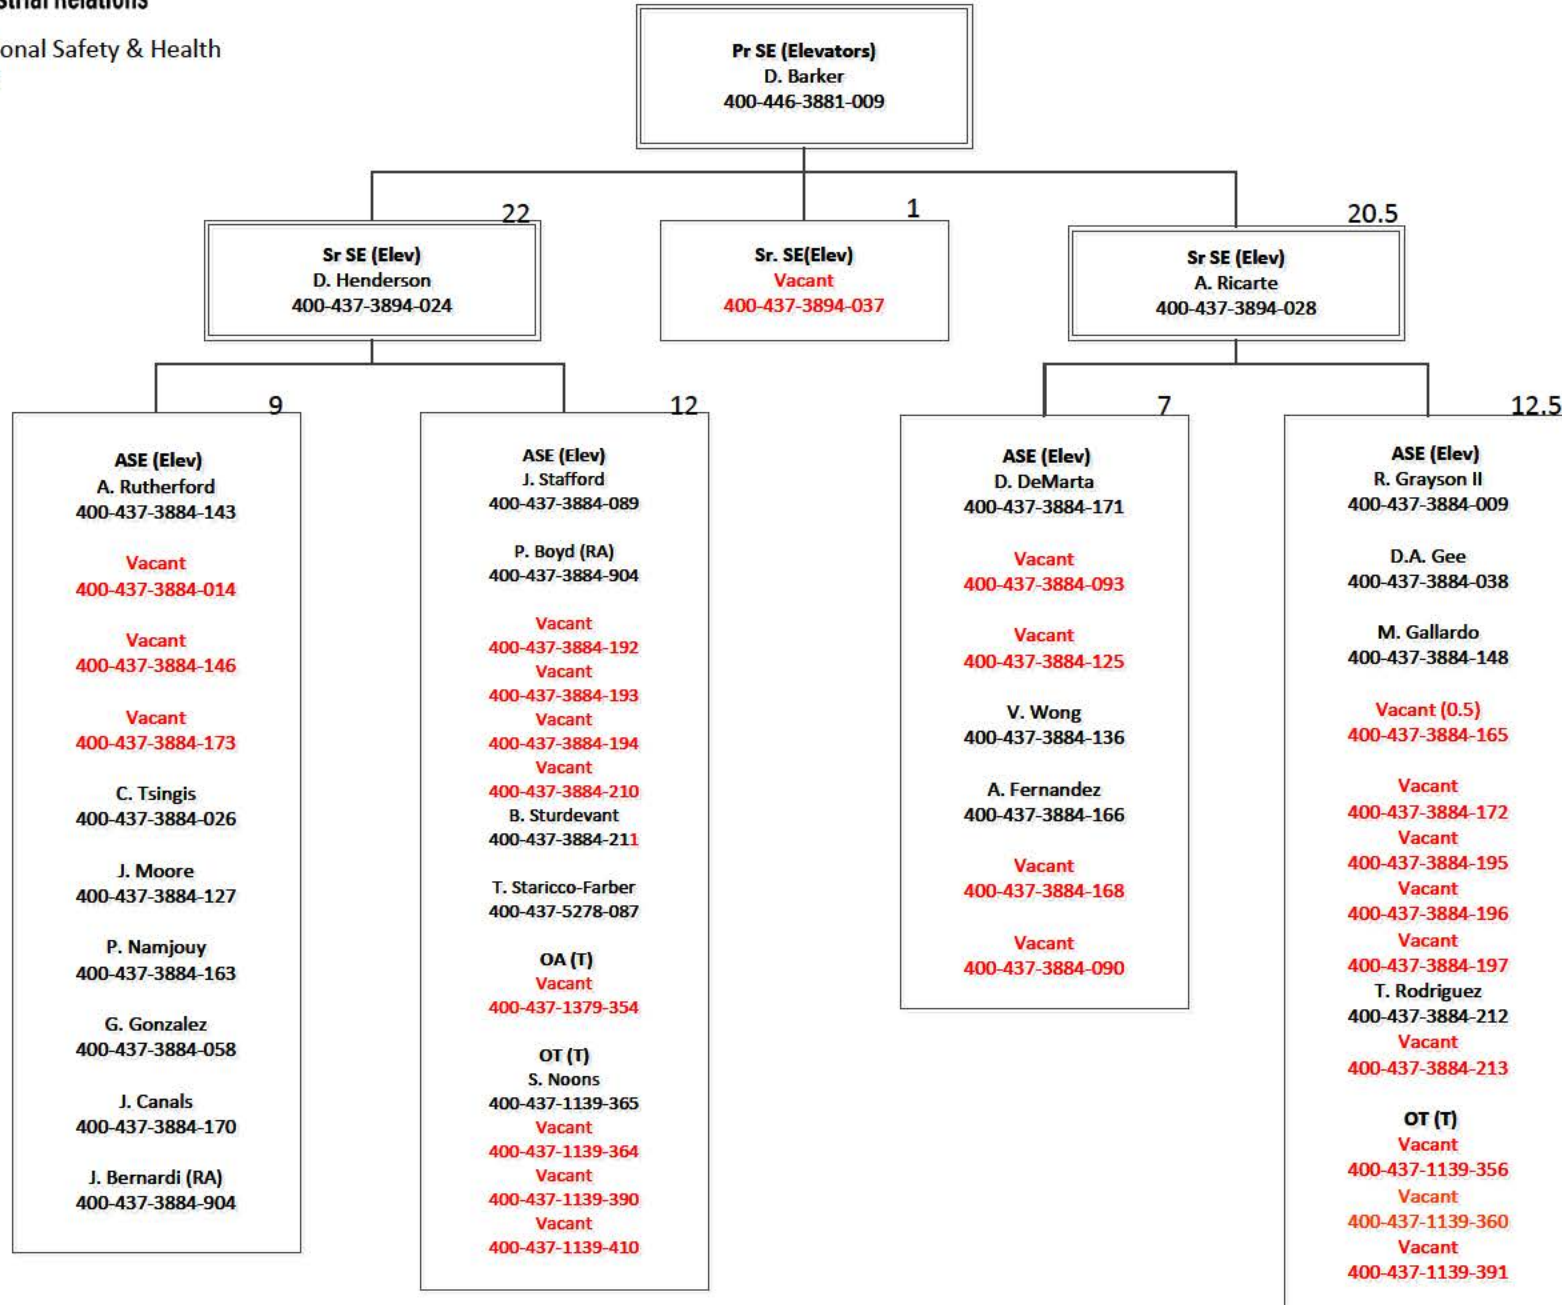 onal Safety & Health
Pr SE (Elevators)
D. Barker
400-446-3881-009
22
Sr SE (Elev)
D. Henderson
400-437-3894-024
1
Sr. SE(Elev)
Vacant
400-437-3894-037
20.5
Sr SE (Elev)
A. Ricarte
400-437-3894-028
9
ASE (Elev)
A. Rutherford
400-437-3884-143
Vacant
400-437-3884-014
Vacant
400-437-3884-146
Vacant
400-437-3884-173
C. Tsingis
400-437-3884-026
J. Moore
400-437-3884-127
P. Namjouy
400-437-3884-163
G. Gonzalez
400-437-3884-058
J. Canals
400-437-3884-170
J. Bernardi (RA)
400-437-3884-904
12
ASE (Elev)
J. Stafford
400-437-3884-089
P. Boyd (RA)
400-437-3884-904
Vacant
400-437-3884-192
Vacant
400-437-3884-193
Vacant
400-437-3884-194
Vacant
400-437-3884-210
B. Sturdevant
400-437-3884-211
T. Staricco-Farber
400-437-5278-087
OA (T)
Vacant
400-437-1379-354
OT (T)
S. Noons
400-437-1139-365
Vacant
400-437-1139-364
Vacant
400-437-1139-390
Vacant
400-437-1139-410
7
ASE (Elev)
D. DeMarta
400-437-3884-171
Vacant
400-437-3884-093
Vacant
400-437-3884-125
V. Wong
400-437-3884-136
A. Fernandez
400-437-3884-166
Vacant
400-437-3884-168
Vacant
400-437-3884-090
12.5
ASE (Elev)
R. Grayson II
400-437-3884-009
D.A. Gee
400-437-3884-038
M. Gallardo
400-437-3884-148
Vacant (0.5)
400-437-3884-165
Vacant
400-437-3884-172
Vacant
400-437-3884-195
Vacant
400-437-3884-196
Vacant
400-437-3884-197
T. Rodriguez
400-437-3884-212
Vacant
400-437-3884-213
OT (T)
Vacant
400-437-1139-356
Vacant
400-437-1139-360
Vacant
400-437-1139-391